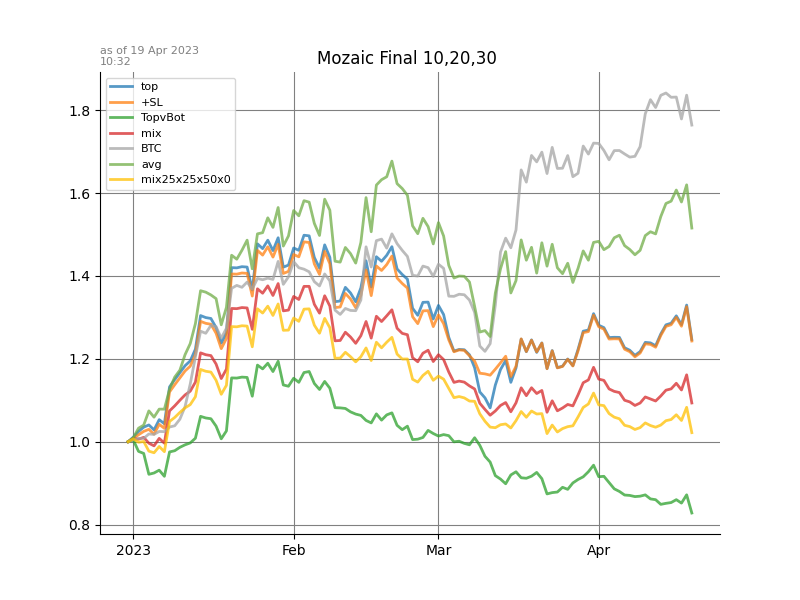 as of 19 Apr 2023
10:32
Mozaic Final 10,20,30
top
+SL
TopvBot
mix
BTC
avg
mix25x25x50x0
1.8
1.6
1.4
1.2
1.0
0.8
2023 Feb Mar Apr